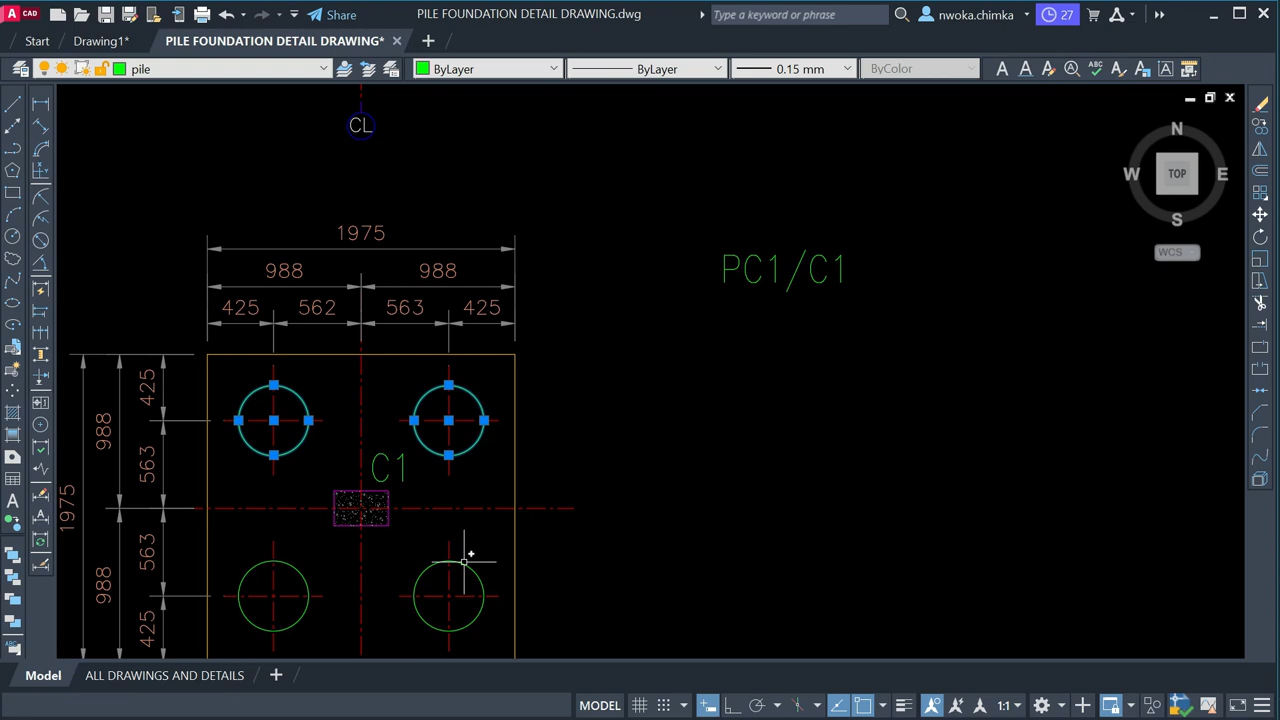 A CAD Share PILE FOUNDATION DETAIL DRAWING.dwg Type a keyword or phrase nwoka.chimka 27
Start Drawing1* PILE FOUNDATION DETAIL DRAWING*
pile ByLayer ByLayer 0.15 mm ByColor
CL
N
W TOP E
S
WCS
1975
988 988
425 562 563 425
PC1/C1
425
988
563
C1
1975
563
988
425
Model ALL DRAWINGS AND DETAILS
MODEL 1:1